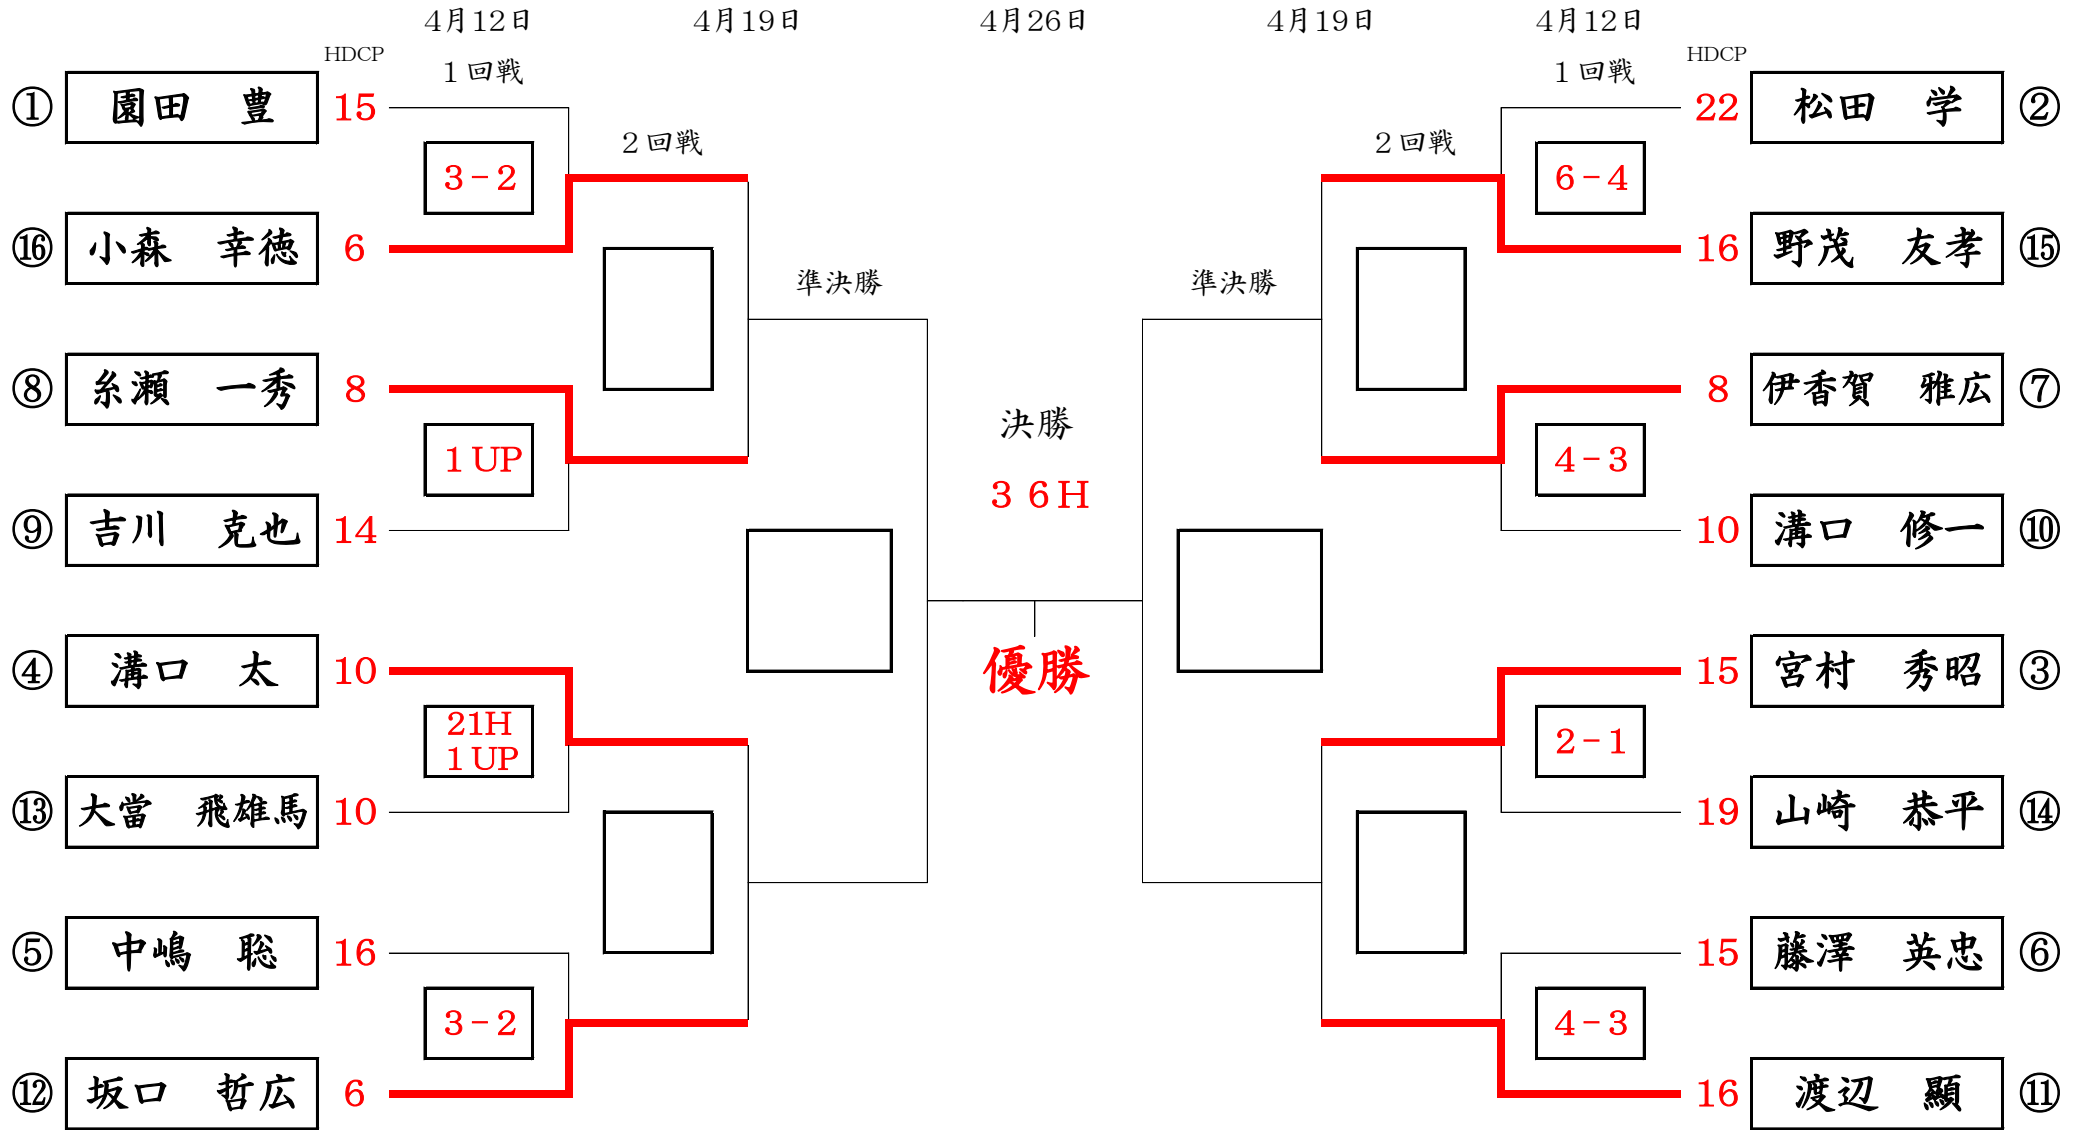 4月12日 4月19日 4月26日 4月19日 4月12日
HDCP HDCP
１回戦 １回戦
① 園田　豊 15 22 松田　学 ②
２回戦 ２回戦
3-2 6-4
⑯ 小森　幸徳 6 16 野茂　友孝 ⑮
準決勝 準決勝
⑧ 糸瀬　一秀 8 8 伊香賀　雅広 ⑦
決勝
1UP 4-3
３６H
⑨ 吉川　克也 14 10 溝口　修一 ⑩
④ 溝口　太 10 優勝 15 宮村　秀昭 ③
21H
1UP 2-1
⑬ 大當　飛雄馬 10 19 山崎　恭平 ⑭
⑤ 中嶋　聡 16 15 藤澤　英忠 ⑥
3-2 4-3
⑫ 坂口　哲広 6 16 渡辺　顯 ⑪